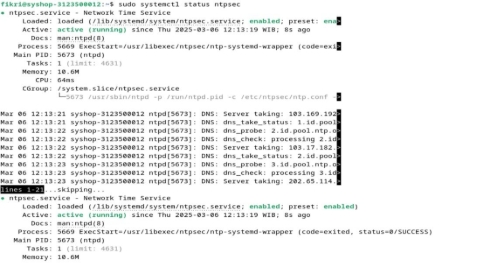 fikri@syshop-3123500012:~$ sudo systemctl status ntpsec
● ntpsec.service - Network Time Service
Loaded: loaded (/lib/systemd/system/ntpsec.service; enabled; preset: ena>
Active: active (running) since Thu 2025-03-06 12:13:19 WIB; 8s ago
Docs: man:ntpd(8)
Process: 5669 ExecStart=/usr/libexec/ntpsec/ntp-systemd-wrapper (code=exi>
Main PID: 5673 (ntpd)
Tasks: 1 (limit: 4631)
Memory: 10.6M
CPU: 64ms
CGroup: /system.slice/ntpsec.service
└─5673 /usr/sbin/ntpd -p /run/ntpd.pid -c /etc/ntpsec/ntp.conf ->
Mar 06 12:13:21 syshop-3123500012 ntpd[5673]: DNS: Server taking: 103.169.192>
Mar 06 12:13:21 syshop-3123500012 ntpd[5673]: DNS: dns_take_status: 1.id.pool>
Mar 06 12:13:22 syshop-3123500012 ntpd[5673]: DNS: dns_probe: 2.id.pool.ntp.o>
Mar 06 12:13:22 syshop-3123500012 ntpd[5673]: DNS: dns_check: processing 2.id>
Mar 06 12:13:22 syshop-3123500012 ntpd[5673]: DNS: Server taking: 103.17.182.>
Mar 06 12:13:22 syshop-3123500012 ntpd[5673]: DNS: dns_take_status: 2.id.pool>
Mar 06 12:13:23 syshop-3123500012 ntpd[5673]: DNS: dns_probe: 3.id.pool.ntp.o>
Mar 06 12:13:23 syshop-3123500012 ntpd[5673]: DNS: dns_check: processing 3.id>
Mar 06 12:13:23 syshop-3123500012 ntpd[5673]: DNS: Server taking: 202.65.114.>
lines 1-21...skipping...
● ntpsec.service - Network Time Service
Loaded: loaded (/lib/systemd/system/ntpsec.service; enabled; preset: enabled)
Active: active (running) since Thu 2025-03-06 12:13:19 WIB; 8s ago
Docs: man:ntpd(8)
Process: 5669 ExecStart=/usr/libexec/ntpsec/ntp-systemd-wrapper (code=exited, status=0/SUCCESS)
Main PID: 5673 (ntpd)
Tasks: 1 (limit: 4631)
Memory: 10.6M